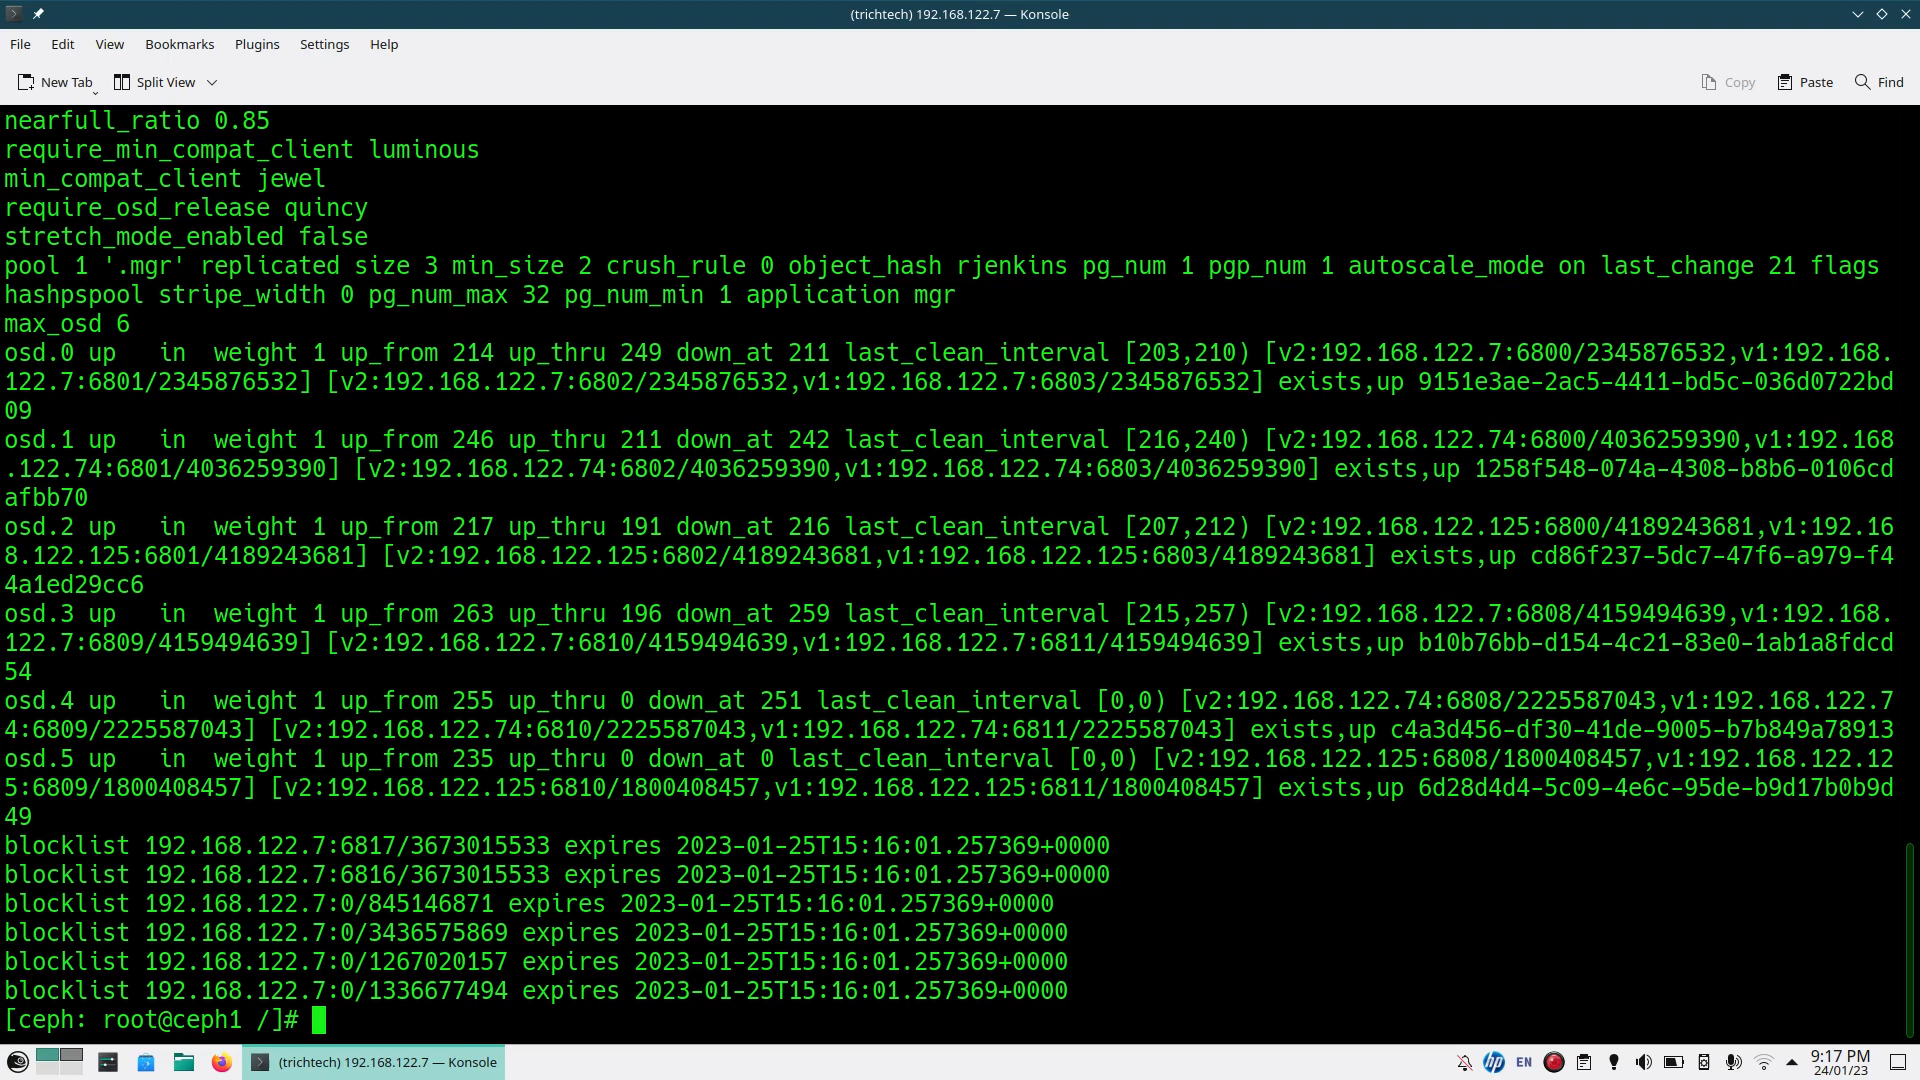 (trichtech) 192.168.122.7 — Konsole
File Edit View Bookmarks Plugins Settings Help
New Tab Split View Copy Paste Find
nearfull_ratio 0.85
require_min_compat_client luminous
min_compat_client jewel
require_osd_release quincy
stretch_mode_enabled false
pool 1 '.mgr' replicated size 3 min_size 2 crush_rule 0 object_hash rjenkins pg_num 1 pgp_num 1 autoscale_mode on last_change 21 flags
hashpspool stripe_width 0 pg_num_max 32 pg_num_min 1 application mgr
max_osd 6
osd.0 up   in  weight 1 up_from 214 up_thru 249 down_at 211 last_clean_interval [203,210) [v2:192.168.122.7:6800/2345876532,v1:192.168.
122.7:6801/2345876532] [v2:192.168.122.7:6802/2345876532,v1:192.168.122.7:6803/2345876532] exists,up 9151e3ae-2ac5-4411-bd5c-036d0722bd
09
osd.1 up   in  weight 1 up_from 246 up_thru 211 down_at 242 last_clean_interval [216,240) [v2:192.168.122.74:6800/4036259390,v1:192.168
.122.74:6801/4036259390] [v2:192.168.122.74:6802/4036259390,v1:192.168.122.74:6803/4036259390] exists,up 1258f548-074a-4308-b8b6-0106cd
afbb70
osd.2 up   in  weight 1 up_from 217 up_thru 191 down_at 216 last_clean_interval [207,212) [v2:192.168.122.125:6800/4189243681,v1:192.16
8.122.125:6801/4189243681] [v2:192.168.122.125:6802/4189243681,v1:192.168.122.125:6803/4189243681] exists,up cd86f237-5dc7-47f6-a979-f4
4a1ed29cc6
osd.3 up   in  weight 1 up_from 263 up_thru 196 down_at 259 last_clean_interval [215,257) [v2:192.168.122.7:6808/4159494639,v1:192.168.
122.7:6809/4159494639] [v2:192.168.122.7:6810/4159494639,v1:192.168.122.7:6811/4159494639] exists,up b10b76bb-d154-4c21-83e0-1ab1a8fdcd
54
osd.4 up   in  weight 1 up_from 255 up_thru 0 down_at 251 last_clean_interval [0,0) [v2:192.168.122.74:6808/2225587043,v1:192.168.122.7
4:6809/2225587043] [v2:192.168.122.74:6810/2225587043,v1:192.168.122.74:6811/2225587043] exists,up c4a3d456-df30-41de-9005-b7b849a78913
osd.5 up   in  weight 1 up_from 235 up_thru 0 down_at 0 last_clean_interval [0,0) [v2:192.168.122.125:6808/1800408457,v1:192.168.122.12
5:6809/1800408457] [v2:192.168.122.125:6810/1800408457,v1:192.168.122.125:6811/1800408457] exists,up 6d28d4d4-5c09-4e6c-95de-b9d17b0b9d
49
blocklist 192.168.122.7:6817/3673015533 expires 2023-01-25T15:16:01.257369+0000
blocklist 192.168.122.7:6816/3673015533 expires 2023-01-25T15:16:01.257369+0000
blocklist 192.168.122.7:0/845146871 expires 2023-01-25T15:16:01.257369+0000
blocklist 192.168.122.7:0/3436575869 expires 2023-01-25T15:16:01.257369+0000
blocklist 192.168.122.7:0/1267020157 expires 2023-01-25T15:16:01.257369+0000
blocklist 192.168.122.7:0/1336677494 expires 2023-01-25T15:16:01.257369+0000
[ceph: root@ceph1 /]#
(trichtech) 192.168.122.7 — Konsole hp EN 9:17 PM
24/01/23